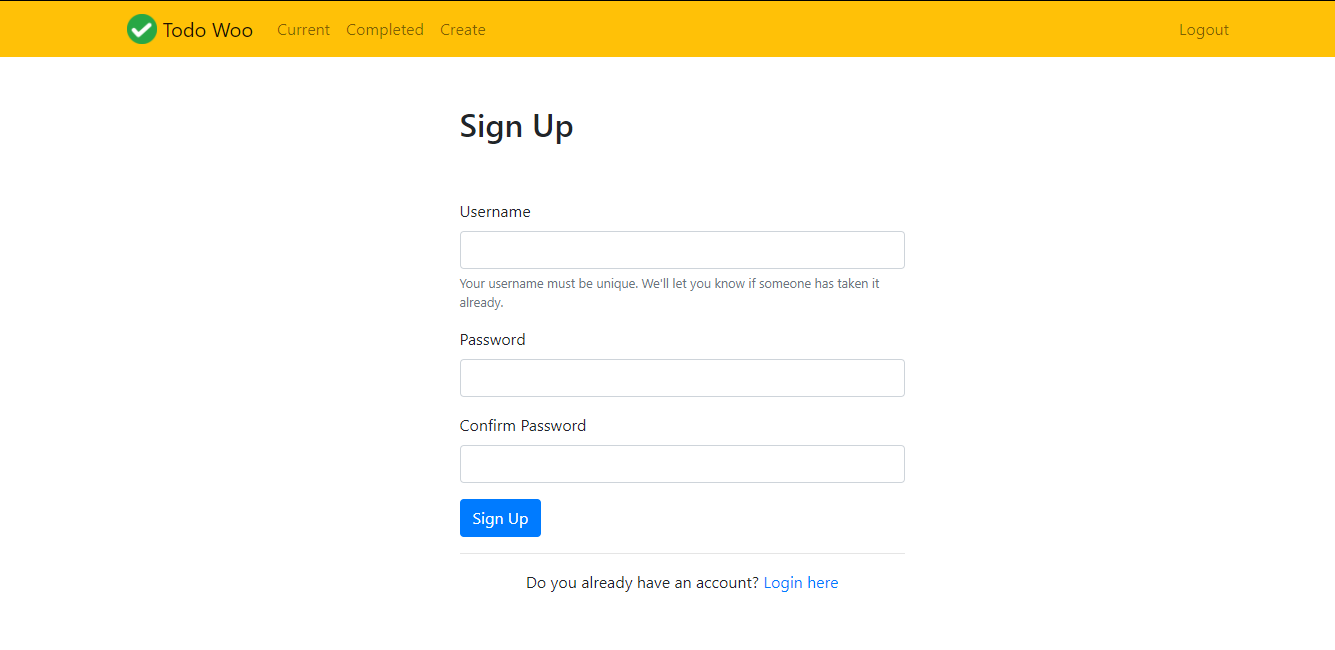 Todo Woo Current Completed Create Logout
Sign Up
Username
Your username must be unique. We'll let you know if someone has taken it
already.
Password
Confirm Password
Sign Up
Do you already have an account? Login here